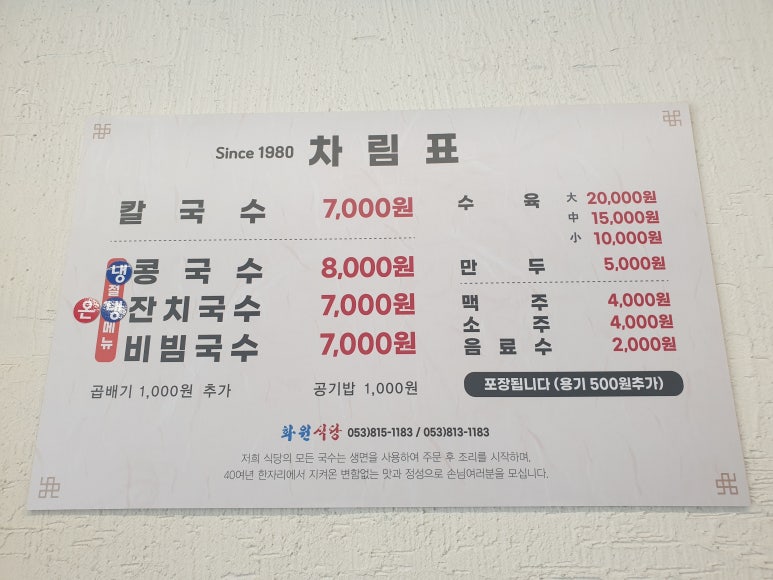 Since 1980 차림표
칼국수 7,000원
냉 콩국수 8,000원
온 냉 잔치국수 7,000원
비빔국수 7,000원
계절메뉴
곱배기 1,000원 추가 공기밥 1,000원
수육 大 20,000원
中 15,000원
小 10,000원
만두 5,000원
맥주 4,000원
소주 4,000원
음료수 2,000원
포장됩니다 (용기 500원추가)
화원식당 053)815-1183 / 053)813-1183
저희 식당의 모든 국수는 생면을 사용하여 주문 후 조리를 시작하며,
40여년 한자리에서 지켜온 변함없는 맛과 정성으로 손님여러분을 모십니다.